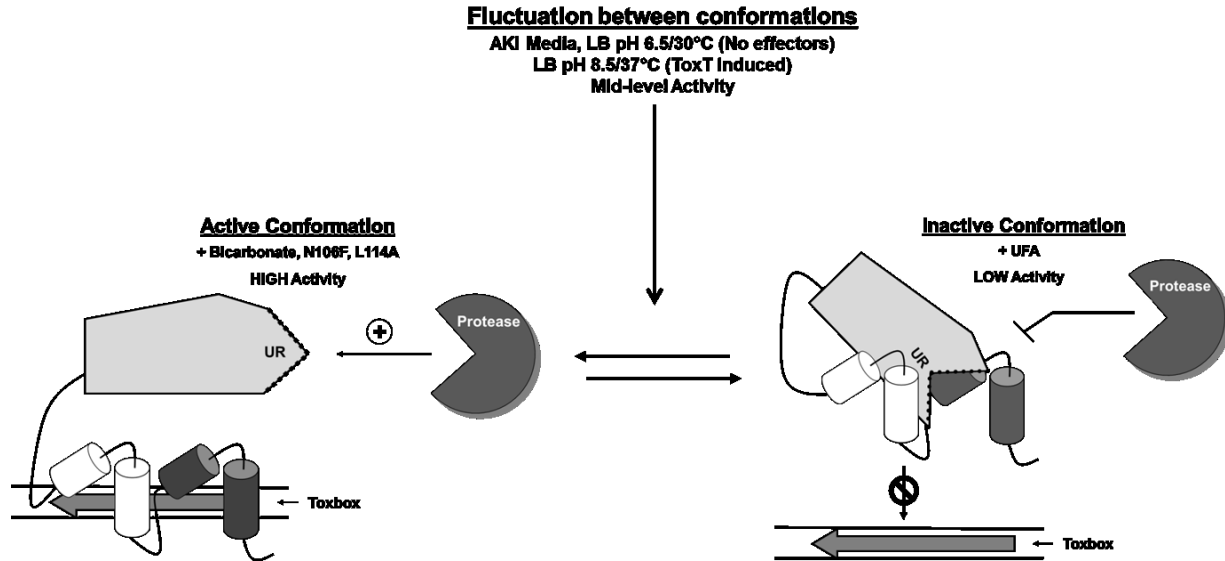 Fluctuation between conformations
AKI Media, LB pH 6.5/30°C (No effectors)
LB pH 8.5/37°C (ToxT Induced)
Mid-level Activity
Active Conformation
+ Bicarbonate, N106F, L114A
HIGH Activity
Inactive Conformation
+ UFA
LOW Activity
UR
+
Protease
UR
Protease
Toxbox
Toxbox